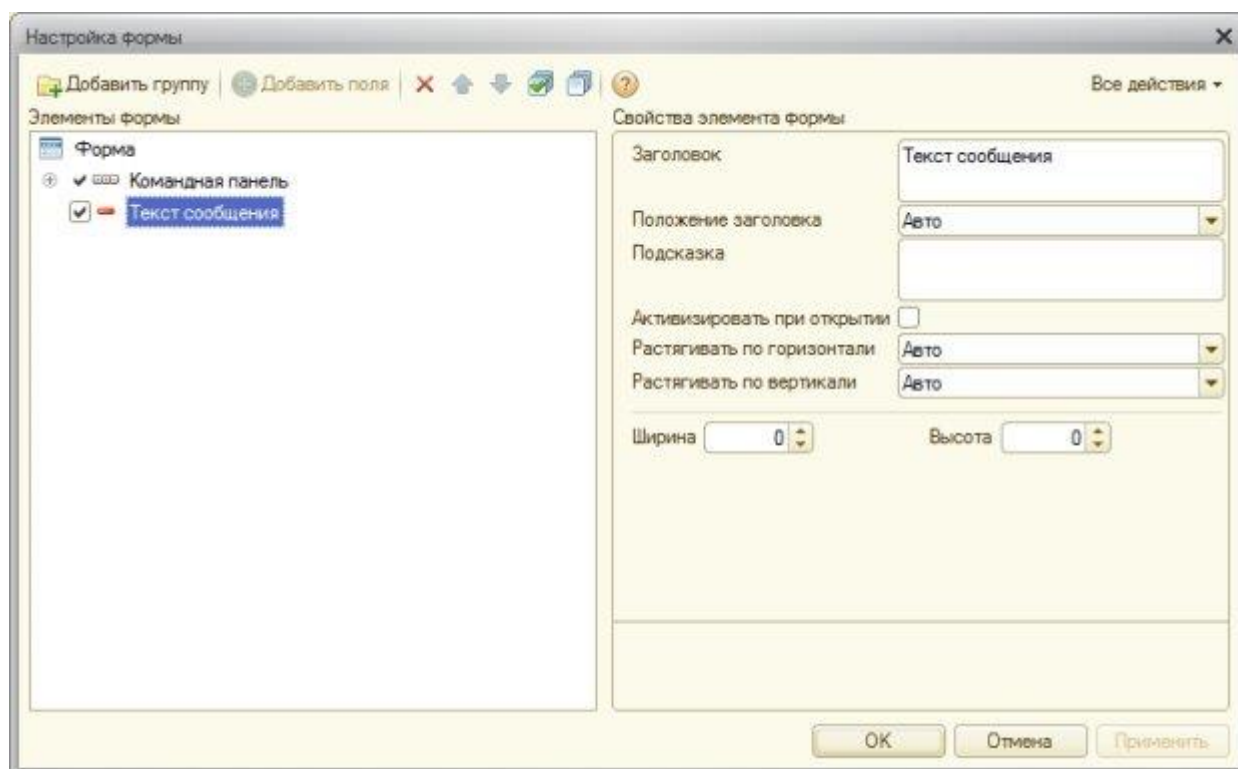 Настройка формы
Добавить группу Добавить поля Все действия
Элементы формы
Форма
Командная панель
Текст сообщения
Свойства элемента формы
Заголовок Текст сообщения
Положение заголовка Авто
Подсказка
Активизировать при открытии
Растягивать по горизонтали Авто
Растягивать по вертикали Авто
Ширина 0 Высота 0
OK Отмена Применить